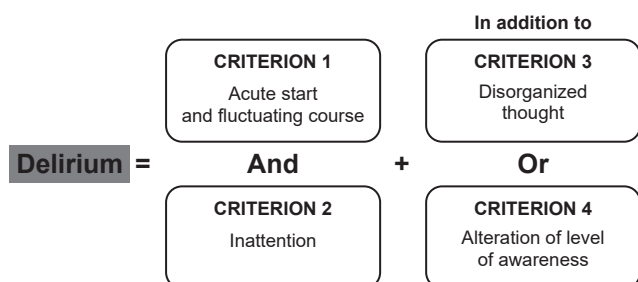 In addition to
CRITERION 1
Acute start
and fluctuating course
CRITERION 3
Disorganized
thought
Delirium = And + Or
CRITERION 2
Inattention
CRITERION 4
Alteration of level
of awareness